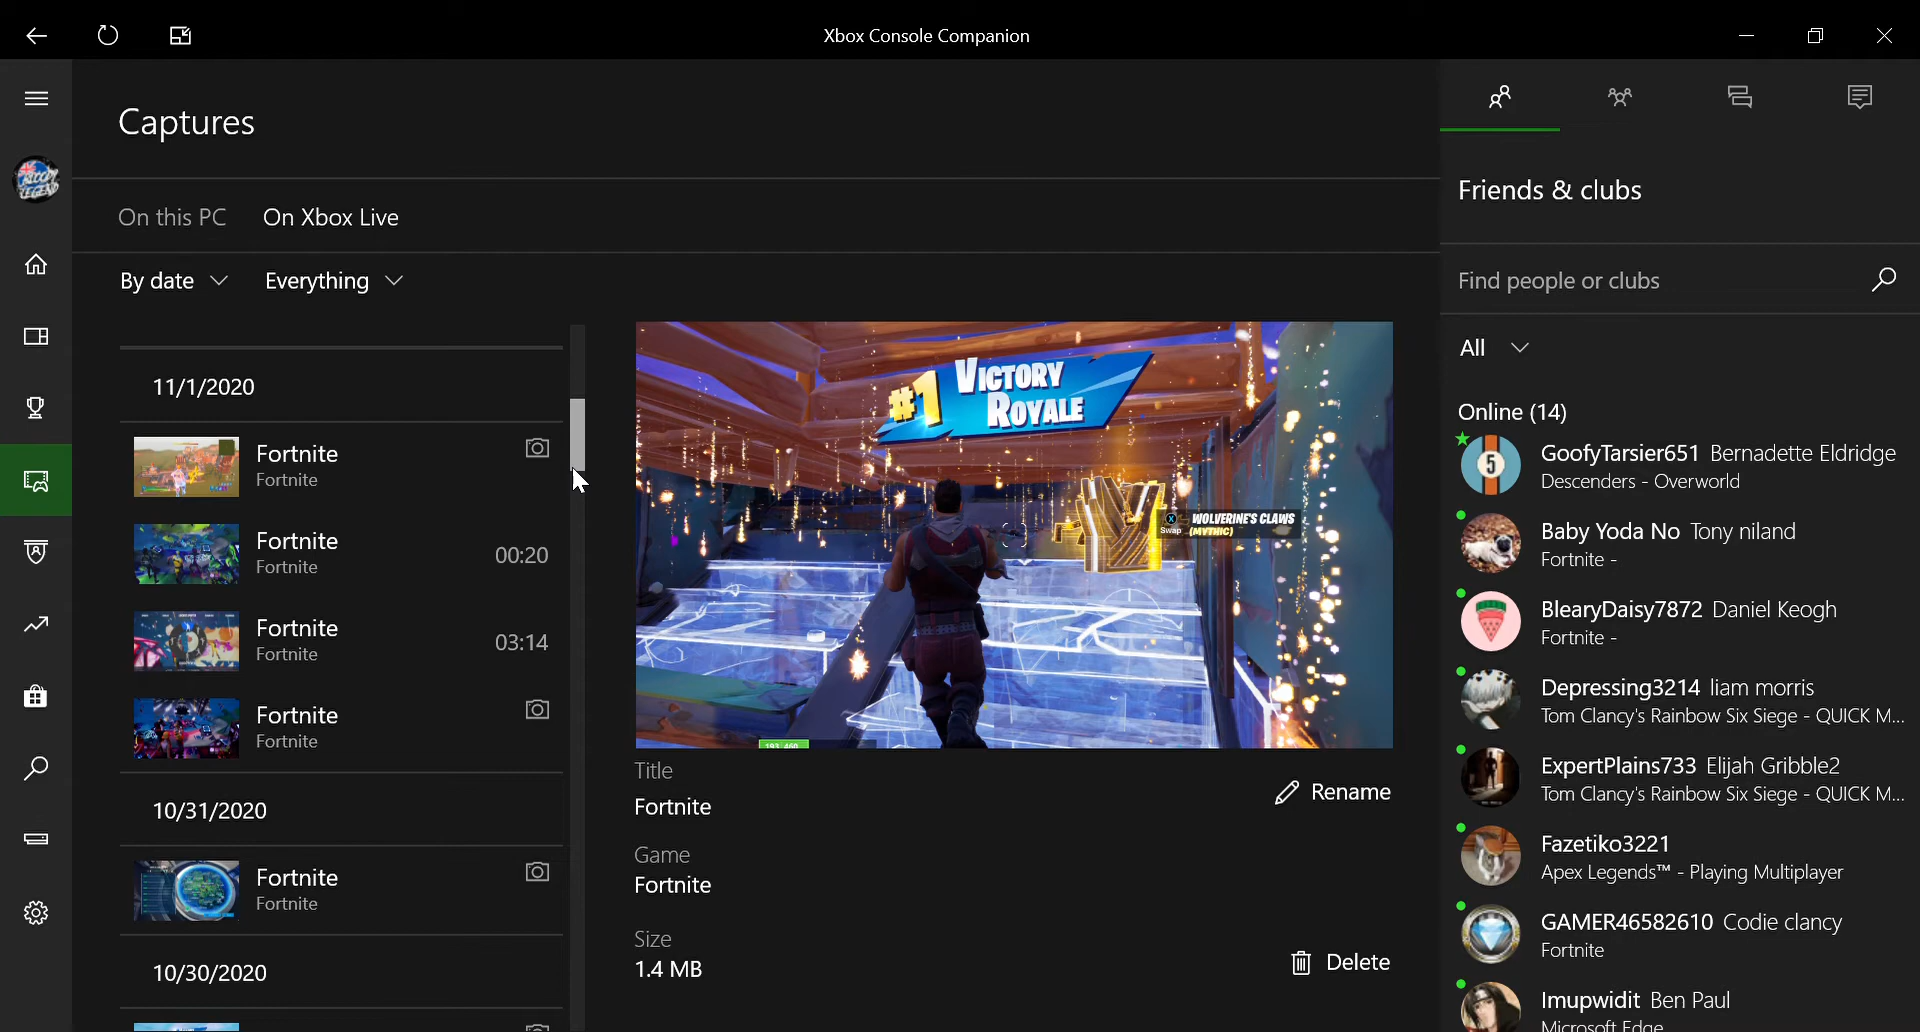 Xbox Console Companion
Captures
BLOODY
LEGEND
On this PC On Xbox Live
By date Everything
11/1/2020
Fortnite
Fortnite
Fortnite
Fortnite
00:20
Fortnite
Fortnite
03:14
Fortnite
Fortnite
10/31/2020
Fortnite
Fortnite
10/30/2020
#1 VICTORY
ROYALE
X
Swap
WOLVERINE'S CLAWS
(MYTHIC)
193,460
Title
Fortnite
Rename
Game
Fortnite
Size
1.4 MB
Delete
Friends & clubs
Find people or clubs
All
Online (14)
5
GoofyTarsier651 Bernadette Eldridge
Descenders - Overworld
Baby Yoda No Tony niland
Fortnite -
BlearyDaisy7872 Daniel Keogh
Fortnite -
Depressing3214 liam morris
Tom Clancy's Rainbow Six Siege - QUICK M...
ExpertPlains733 Elijah Gribble2
Tom Clancy's Rainbow Six Siege - QUICK M...
Fazetiko3221
Apex Legends™ - Playing Multiplayer
GAMER46582610 Codie clancy
Fortnite
Imupwidit Ben Paul
Microsoft Edge